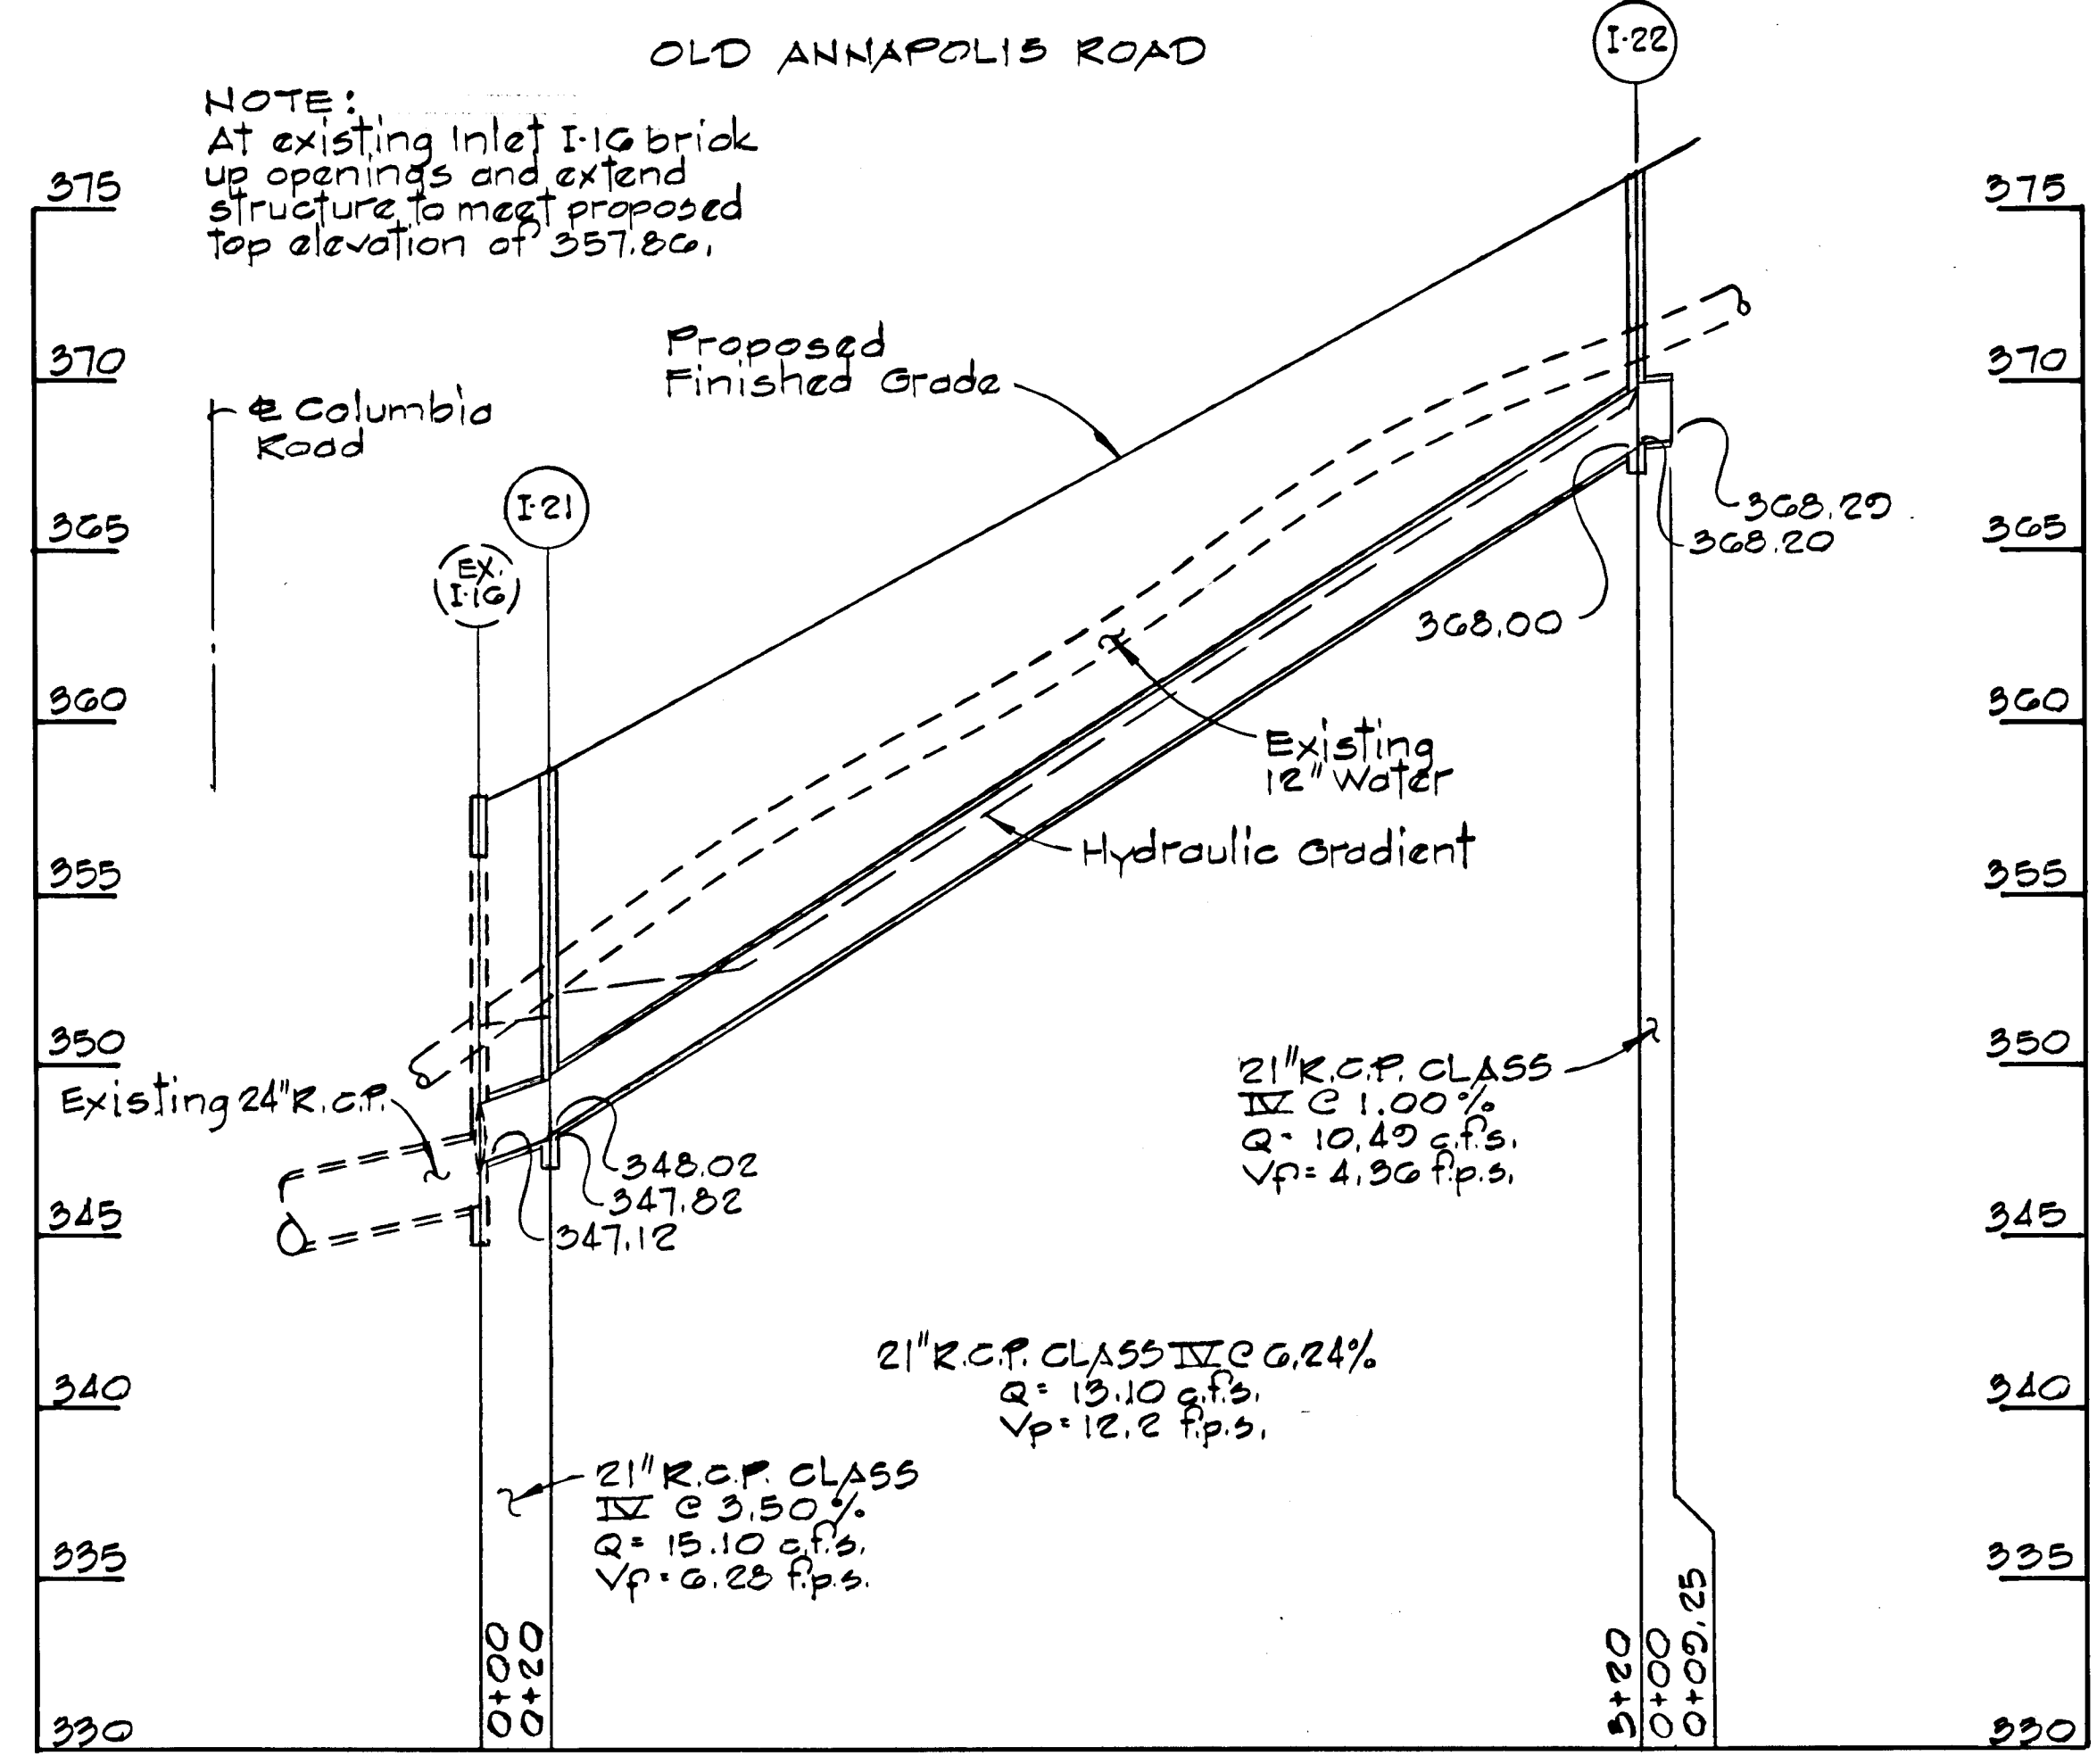 OLD ANNAPOLIS ROAD
I-22
NOTE:
At existing Inlet I-16 brick
up openings and extend
structure to meet proposed
top elevation of 357.86.
375
375
Proposed
Finished Grade
370
370
℄ Columbia
Road
365
365
I-21
EX.
I-16
368.29
368.20
368.00
360
360
Existing
12" Water
Hydraulic Gradient
355
355
350
350
Existing 24" R.C.P.
21" R.C.P. CLASS
IV @ 1.00%
Q= 10.49 c.f.s.
Vf= 4.36 f.p.s.
348.02
347.82
347.12
345
345
21" R.C.P. CLASS IV @ 6.24%
Q= 13.10 c.f.s.
Vp= 12.2 f.p.s.
340
340
21" R.C.P. CLASS
IV @ 3.50%
Q= 15.10 c.f.s.
Vf= 6.28 f.p.s.
335
335
0+00
0+20
3+20
0+00
0+09.25
330
330